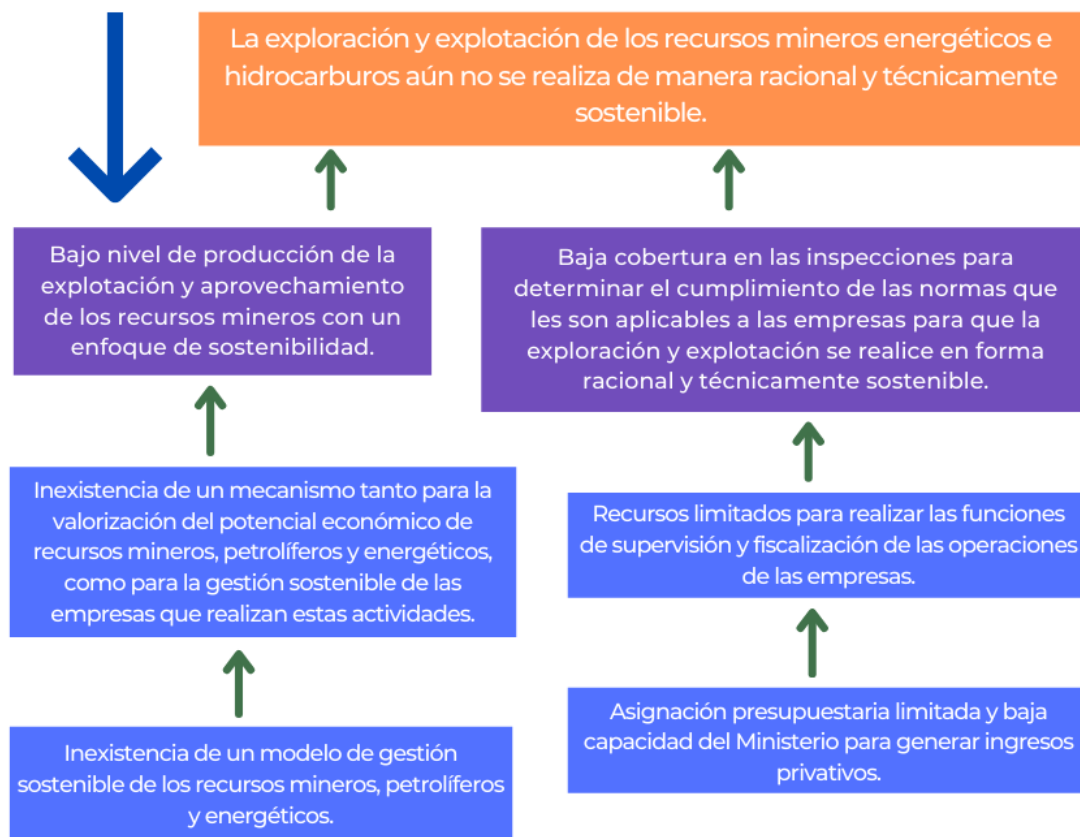 La exploración y explotación de los recursos mineros energéticos e
hidrocarburos aún no se realiza de manera racional y técnicamente
sostenible.
Bajo nivel de producción de la
explotación y aprovechamiento
de los recursos mineros con un
enfoque de sostenibilidad.
Baja cobertura en las inspecciones para
determinar el cumplimiento de las normas que
les son aplicables a las empresas para que la
exploración y explotación se realice en forma
racional y técnicamente sostenible.
Inexistencia de un mecanismo tanto para la
valorización del potencial económico de
recursos mineros, petrolíferos y energéticos,
como para la gestión sostenible de las
empresas que realizan estas actividades.
Recursos limitados para realizar las funciones
de supervisión y fiscalización de las operaciones
de las empresas.
Inexistencia de un modelo de gestión
sostenible de los recursos mineros, petrolíferos
y energéticos.
Asignación presupuestaria limitada y baja
capacidad del Ministerio para generar ingresos
privativos.